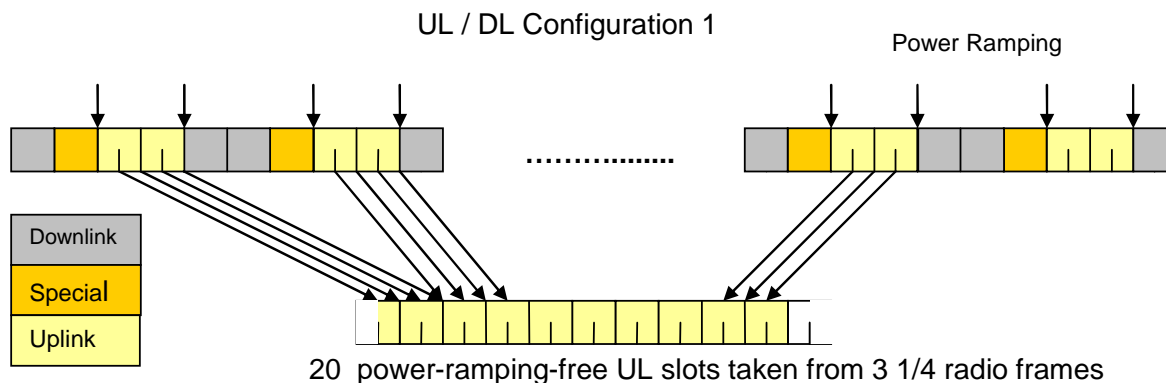 UL / DL Configuration 1
Power Ramping
................
Downlink
Special
Uplink
20 power-ramping-free UL slots taken from 3 1/4 radio frames